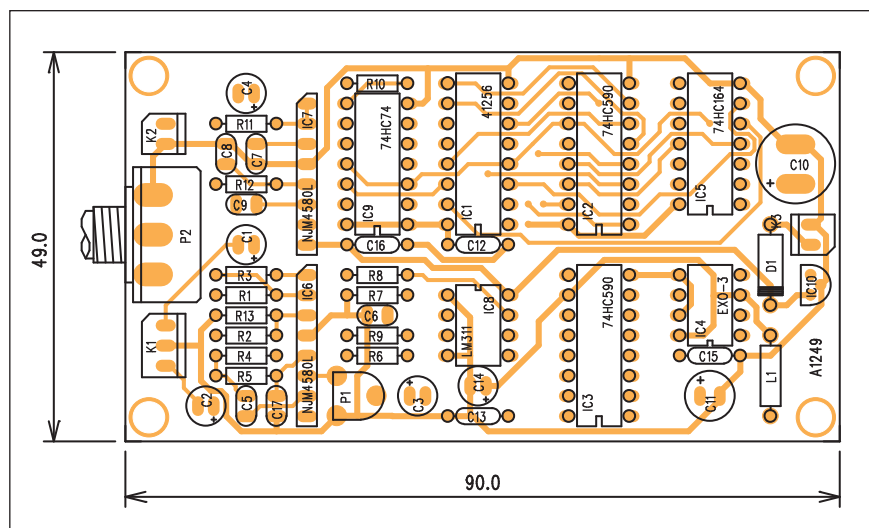 C4
R10
K2
R11
IC7
74HC74
41256
74HC590
74HC164
C8
C7
R12
C9
NJM4580L
IC9
IC1
IC2
IC5
C10
+
P2
C1
C16
C12
K3
49.0
R3
IC6
R8
IC8
74HC590
EXO-3
D1
IC10
R1
R7
R13
C6
K1
R2
R9
LM311
IC4
R4
R6
C15
R5
NJM4580L
P1
C14
L1
A1249
C2
C5
C17
C3
C13
IC3
C11
90.0